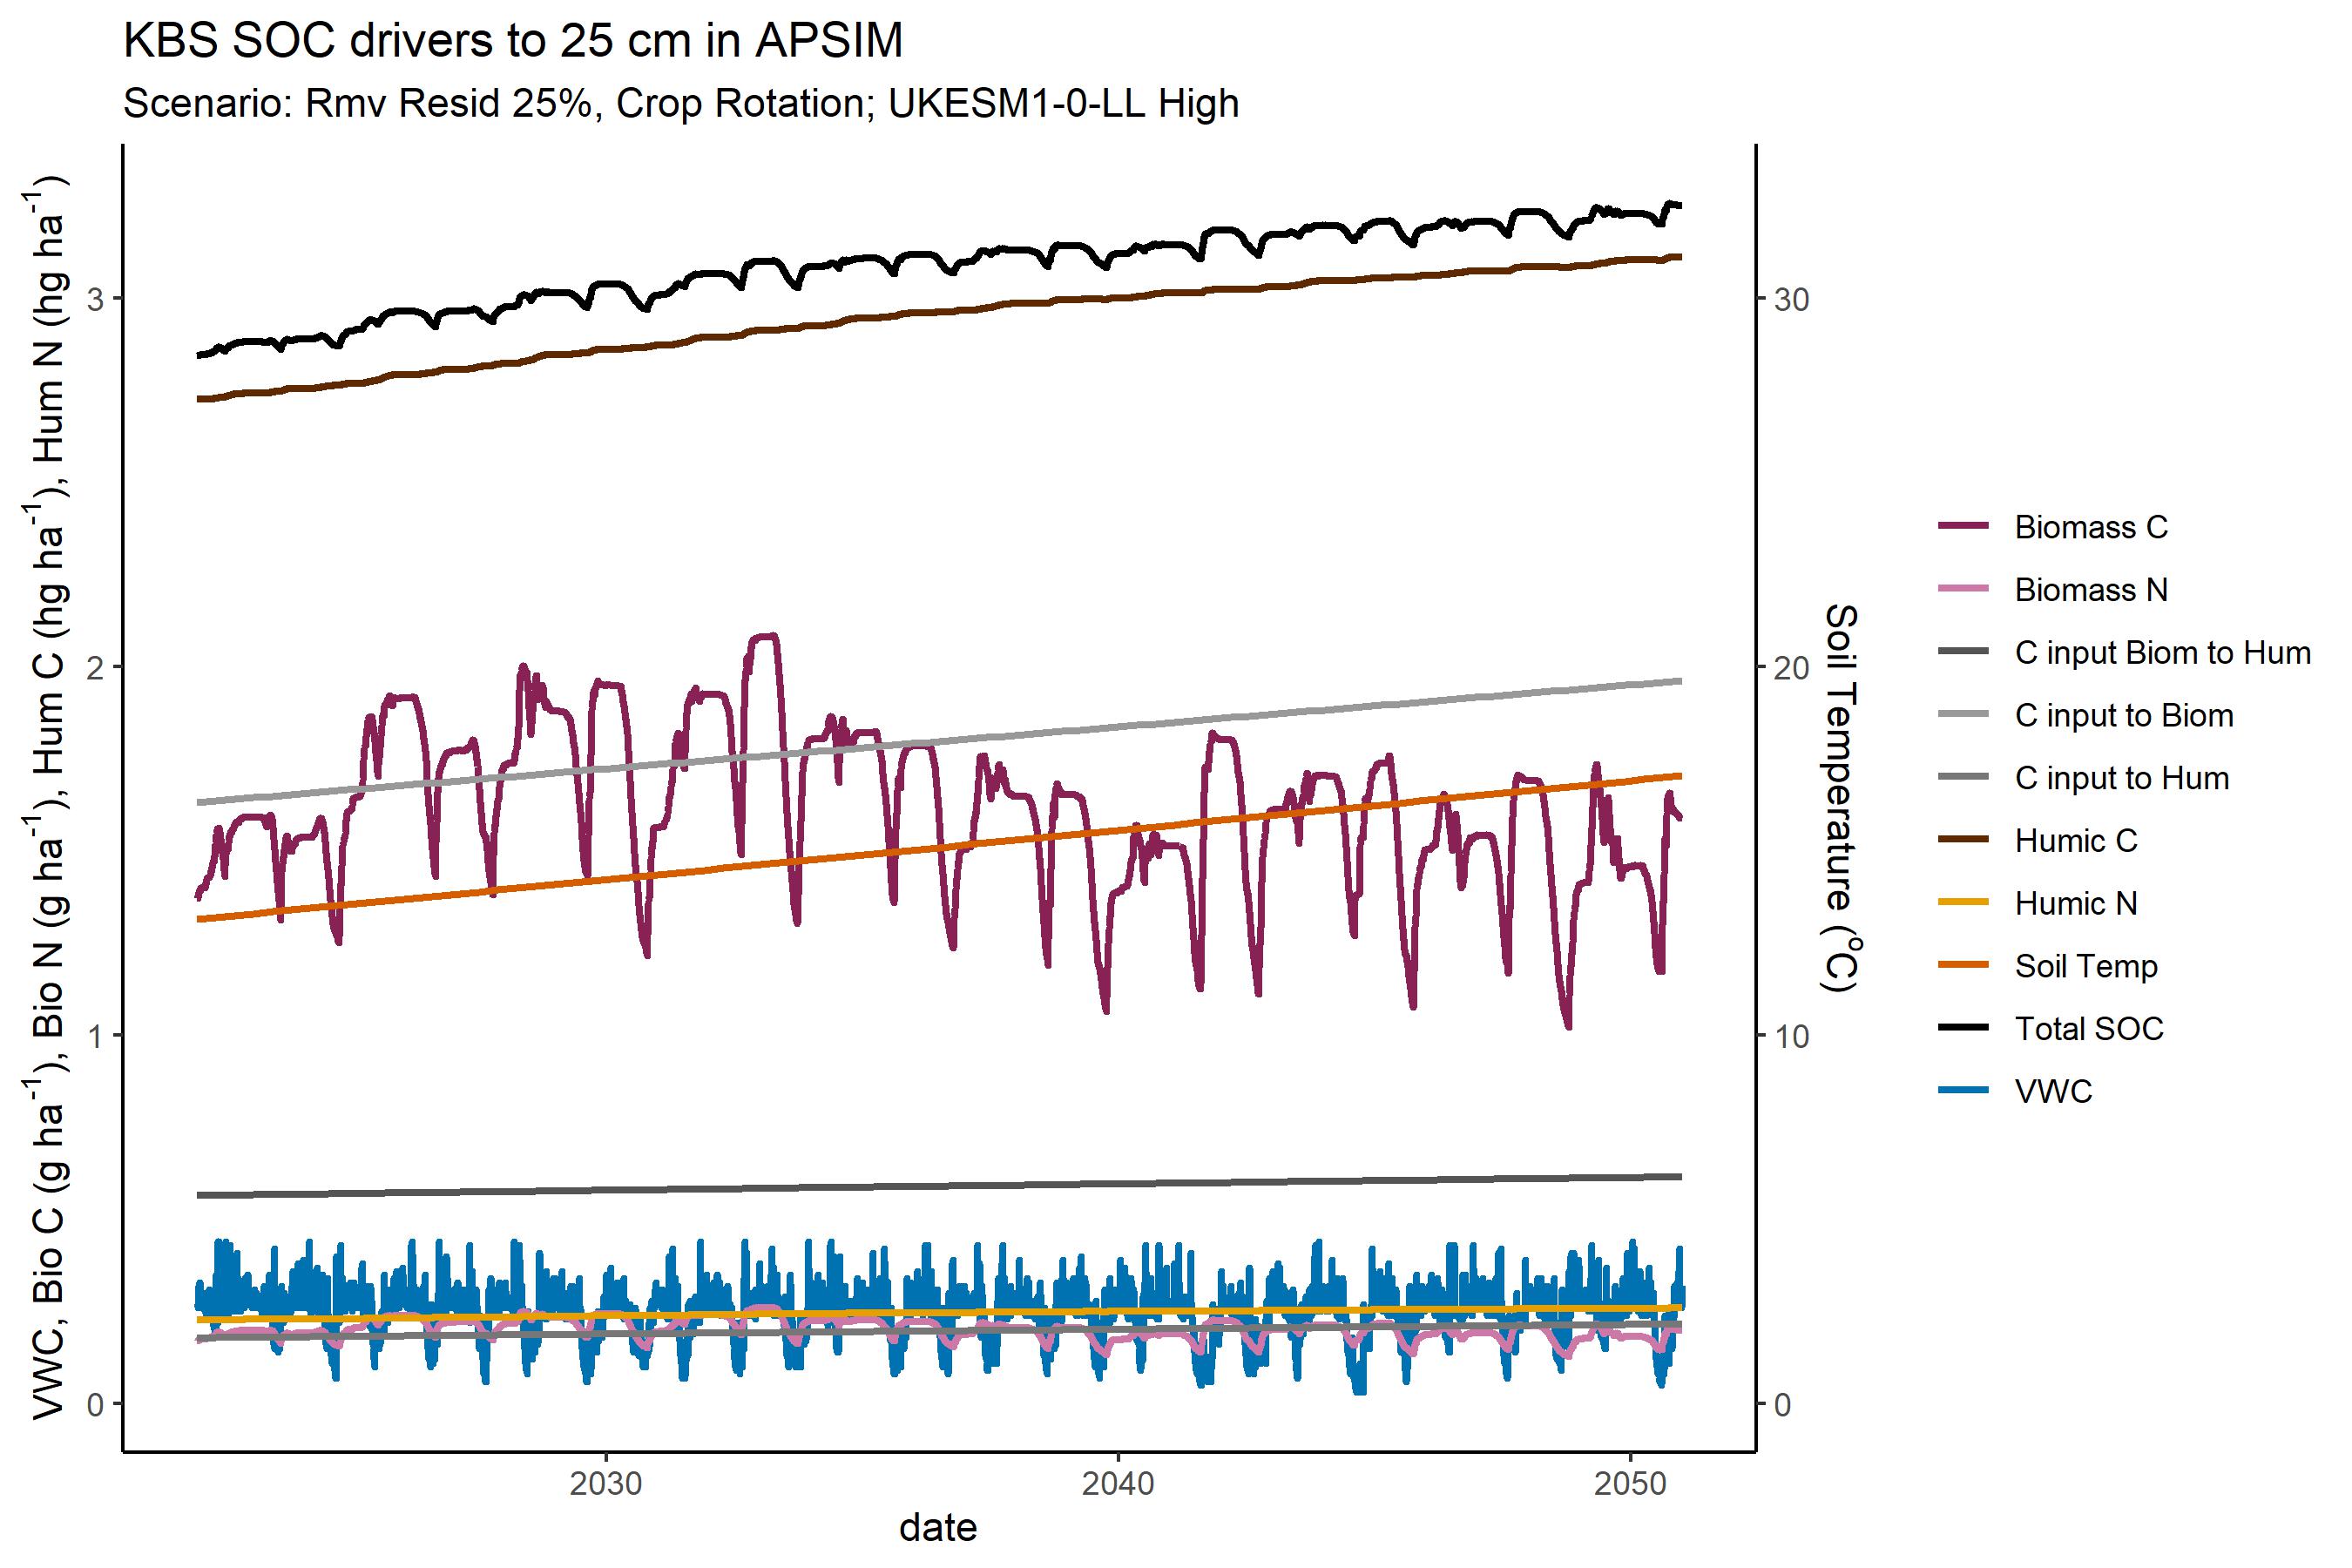 KBS SOC drivers to 25 cm in APSIM
Scenario: Rmv Resid 25%, Crop Rotation; UKESM1-0-LL High
VWC, Bio C (g ha⁻¹), Bio N (g ha⁻¹), Hum C (hg ha⁻¹), Hum N (hg ha⁻¹)
3
2
1
0
30
20
10
0
Soil Temperature (°C)
2030
2040
2050
date
Biomass C
Biomass N
C input Biom to Hum
C input to Biom
C input to Hum
Humic C
Humic N
Soil Temp
Total SOC
VWC